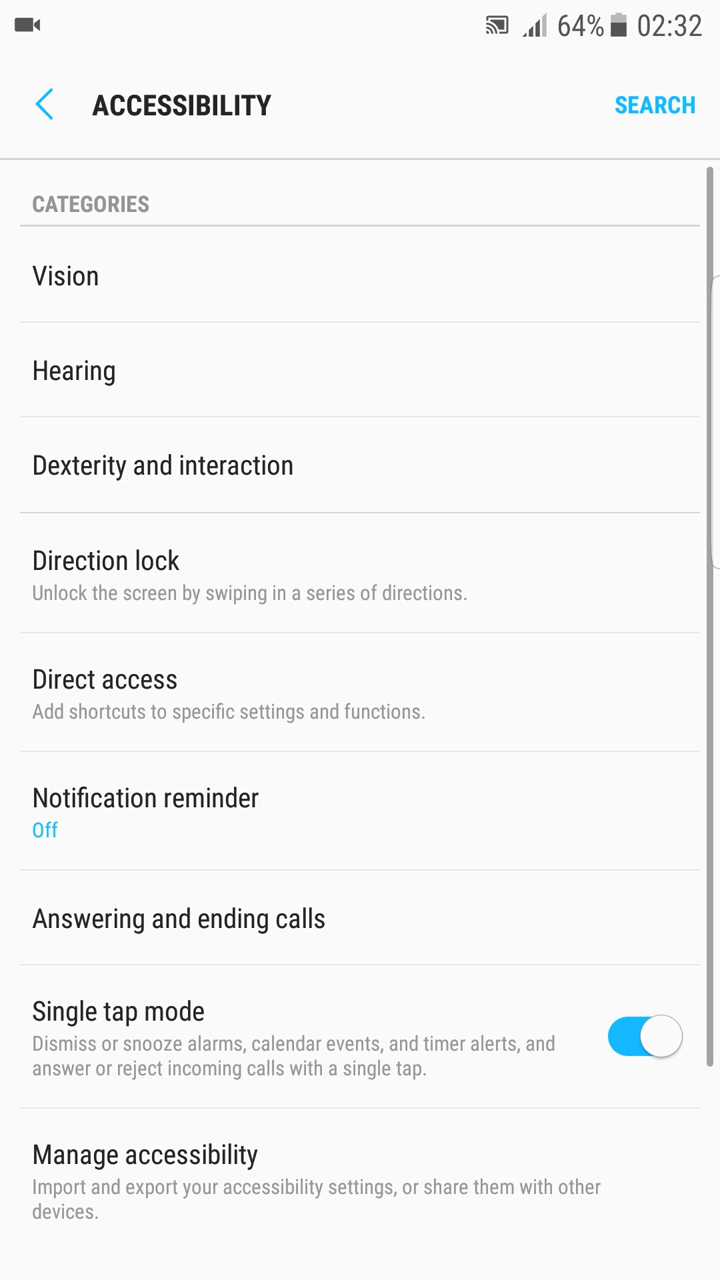 64% 02:32
ACCESSIBILITY SEARCH
CATEGORIES
Vision
Hearing
Dexterity and interaction
Direction lock
Unlock the screen by swiping in a series of directions.
Direct access
Add shortcuts to specific settings and functions.
Notification reminder
Off
Answering and ending calls
Single tap mode
Dismiss or snooze alarms, calendar events, and timer alerts, and
answer or reject incoming calls with a single tap.
Manage accessibility
Import and export your accessibility settings, or share them with other
devices.